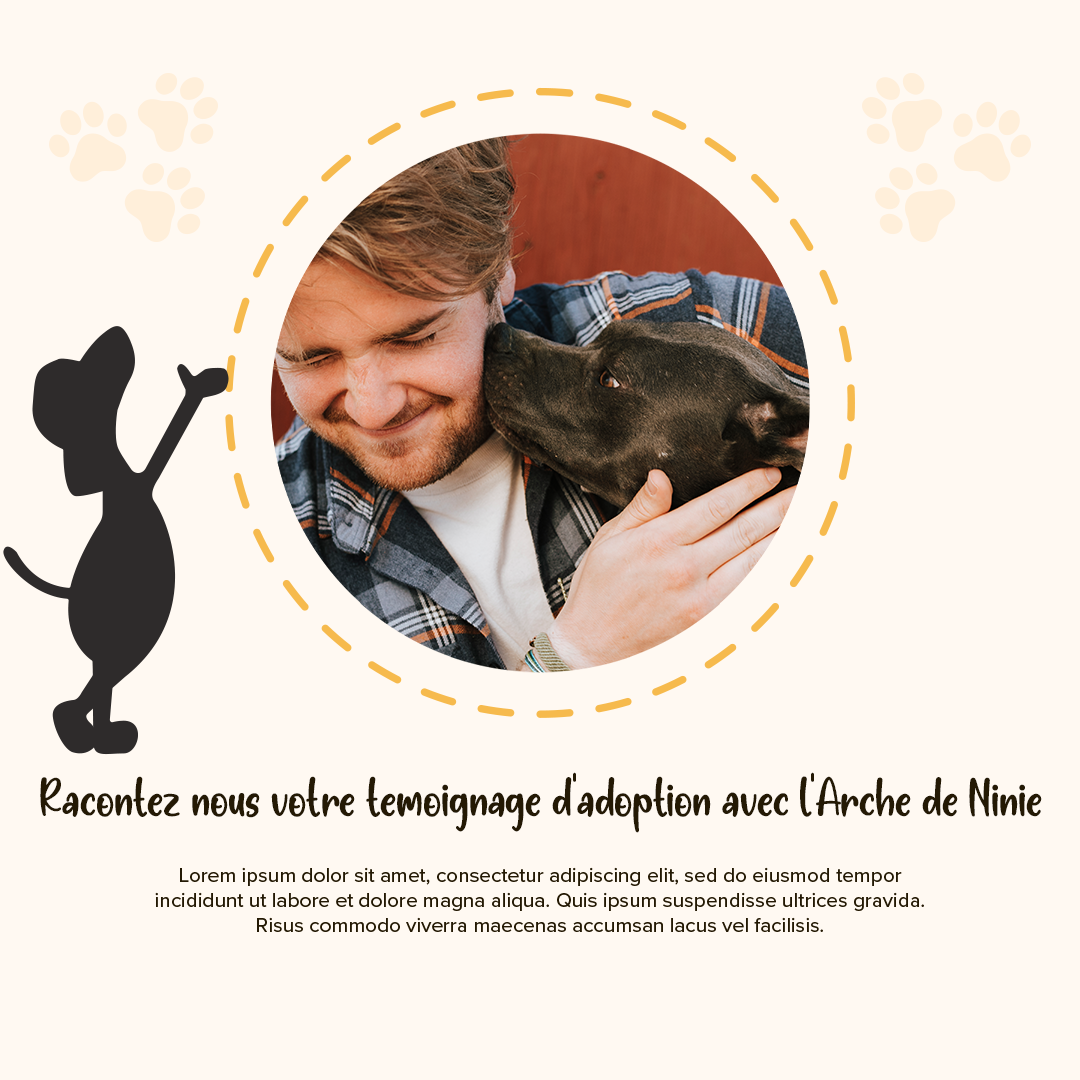 Racontez nous votre temoignage d'adoption avec l'Arche de Ninie
Lorem ipsum dolor sit amet, consectetur adipiscing elit, sed do eiusmod tempor
incididunt ut labore et dolore magna aliqua. Quis ipsum suspendisse ultrices gravida.
Risus commodo viverra maecenas accumsan lacus vel facilisis.